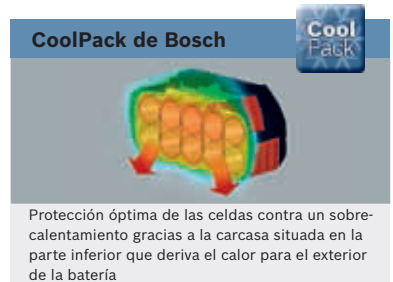 Cool
Pack
CoolPack de Bosch
Protección óptima de las celdas contra un sobre-
calentamiento gracias a la carcasa situada en la
parte inferior que deriva el calor para el exterior
de la batería